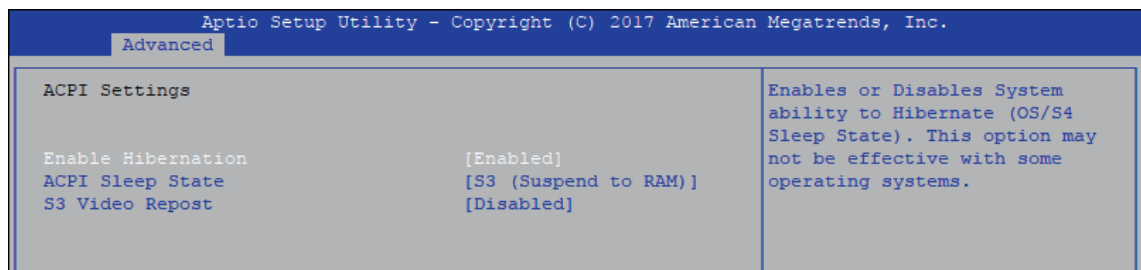 Aptio Setup Utility - Copyright (C) 2017 American Megatrends, Inc.
Advanced
ACPI Settings
Enable Hibernation [Enabled]
ACPI Sleep State [S3 (Suspend to RAM)]
S3 Video Repost [Disabled]
Enables or Disables System
ability to Hibernate (OS/S4
Sleep State). This option may
not be effective with some
operating systems.